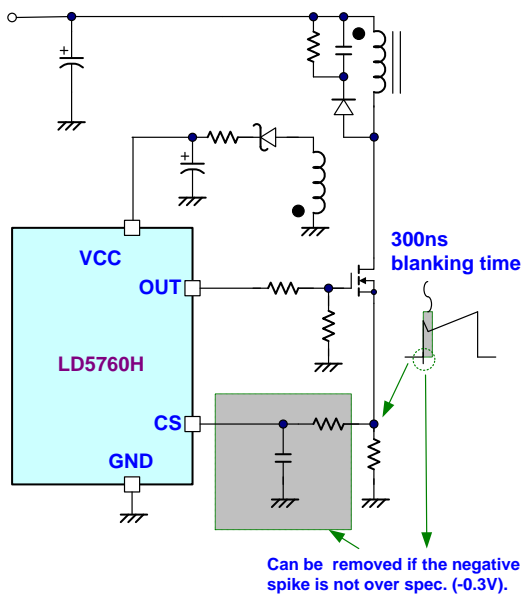 VCC
OUT
LD5760H
CS
GND
300ns
blanking time
+
+
Can be removed if the negative
spike is not over spec. (-0.3V).